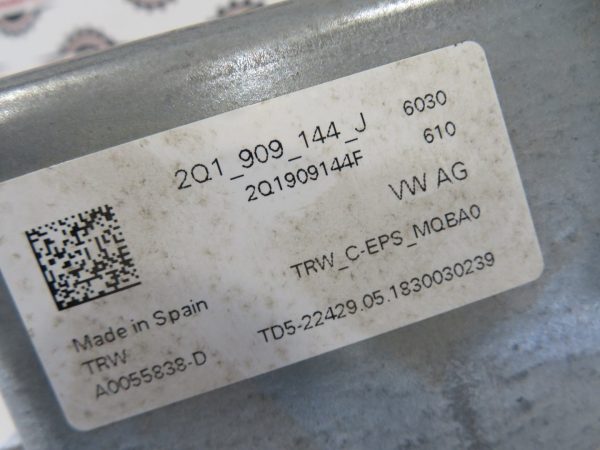 2Q1_909_144_J 6030
2Q1909144F 610
VW AG
TRW_C-EPS_MQBA0
Made in Spain
TRW
A0055838-D TD5-22429.05.1830030239